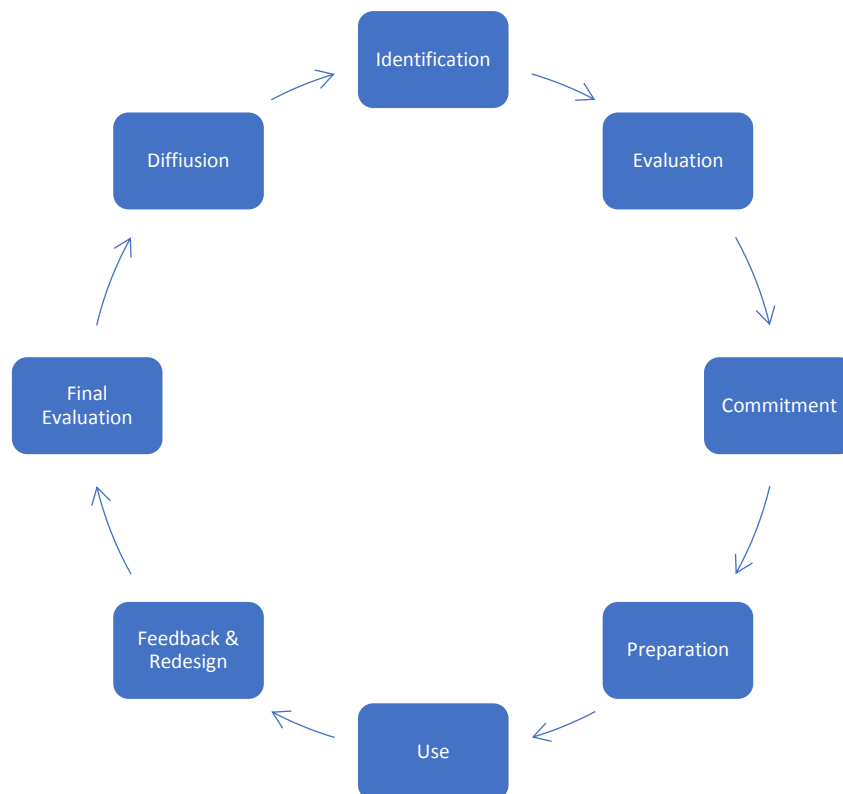 Identification
Evaluation
Commitment
Preparation
Use
Feedback &
Redesign
Final
Evaluation
Diffiusion